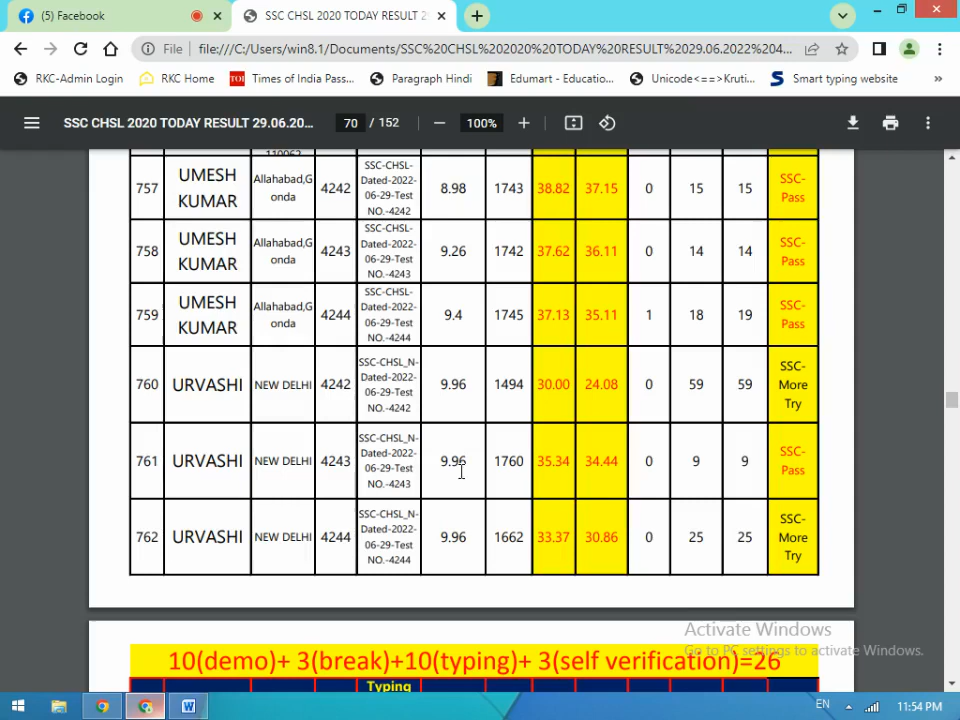 (5) Facebook
SSC CHSL 2020 TODAY RESULT 2
File file:///C:/Users/win8.1/Documents/SSC%20CHSL%202020%20TODAY%20RESULT%2029.06.2022%204...
RKC-Admin Login RKC Home TOI Times of India Pass... Paragraph Hindi Edumart - Educatio... Unicode<==>Kruti... Smart typing website »
SSC CHSL 2020 TODAY RESULT 29.06.20... 70 / 152 100%
110062
757 UMESH KUMAR Allahabad,Gonda 4242 SSC-CHSL-Dated-2022-06-29-Test NO.-4242 8.98 1743 38.82 37.15 0 15 15 SSC-Pass
758 UMESH KUMAR Allahabad,Gonda 4243 SSC-CHSL-Dated-2022-06-29-Test NO.-4243 9.26 1742 37.62 36.11 0 14 14 SSC-Pass
759 UMESH KUMAR Allahabad,Gonda 4244 SSC-CHSL-Dated-2022-06-29-Test NO.-4244 9.4 1745 37.13 35.11 1 18 19 SSC-Pass
760 URVASHI NEW DELHI 4242 SSC-CHSL_N-Dated-2022-06-29-Test NO.-4242 9.96 1494 30.00 24.08 0 59 59 SSC-More Try
761 URVASHI NEW DELHI 4243 SSC-CHSL_N-Dated-2022-06-29-Test NO.-4243 9.96 1760 35.34 34.44 0 9 9 SSC-Pass
762 URVASHI NEW DELHI 4244 SSC-CHSL_N-Dated-2022-06-29-Test NO.-4244 9.96 1662 33.37 30.86 0 25 25 SSC-More Try
Activate Windows
Go to PC settings to activate Windows.
10(demo)+ 3(break)+10(typing)+ 3(self verification)=26
Typing
EN 11:54 PM